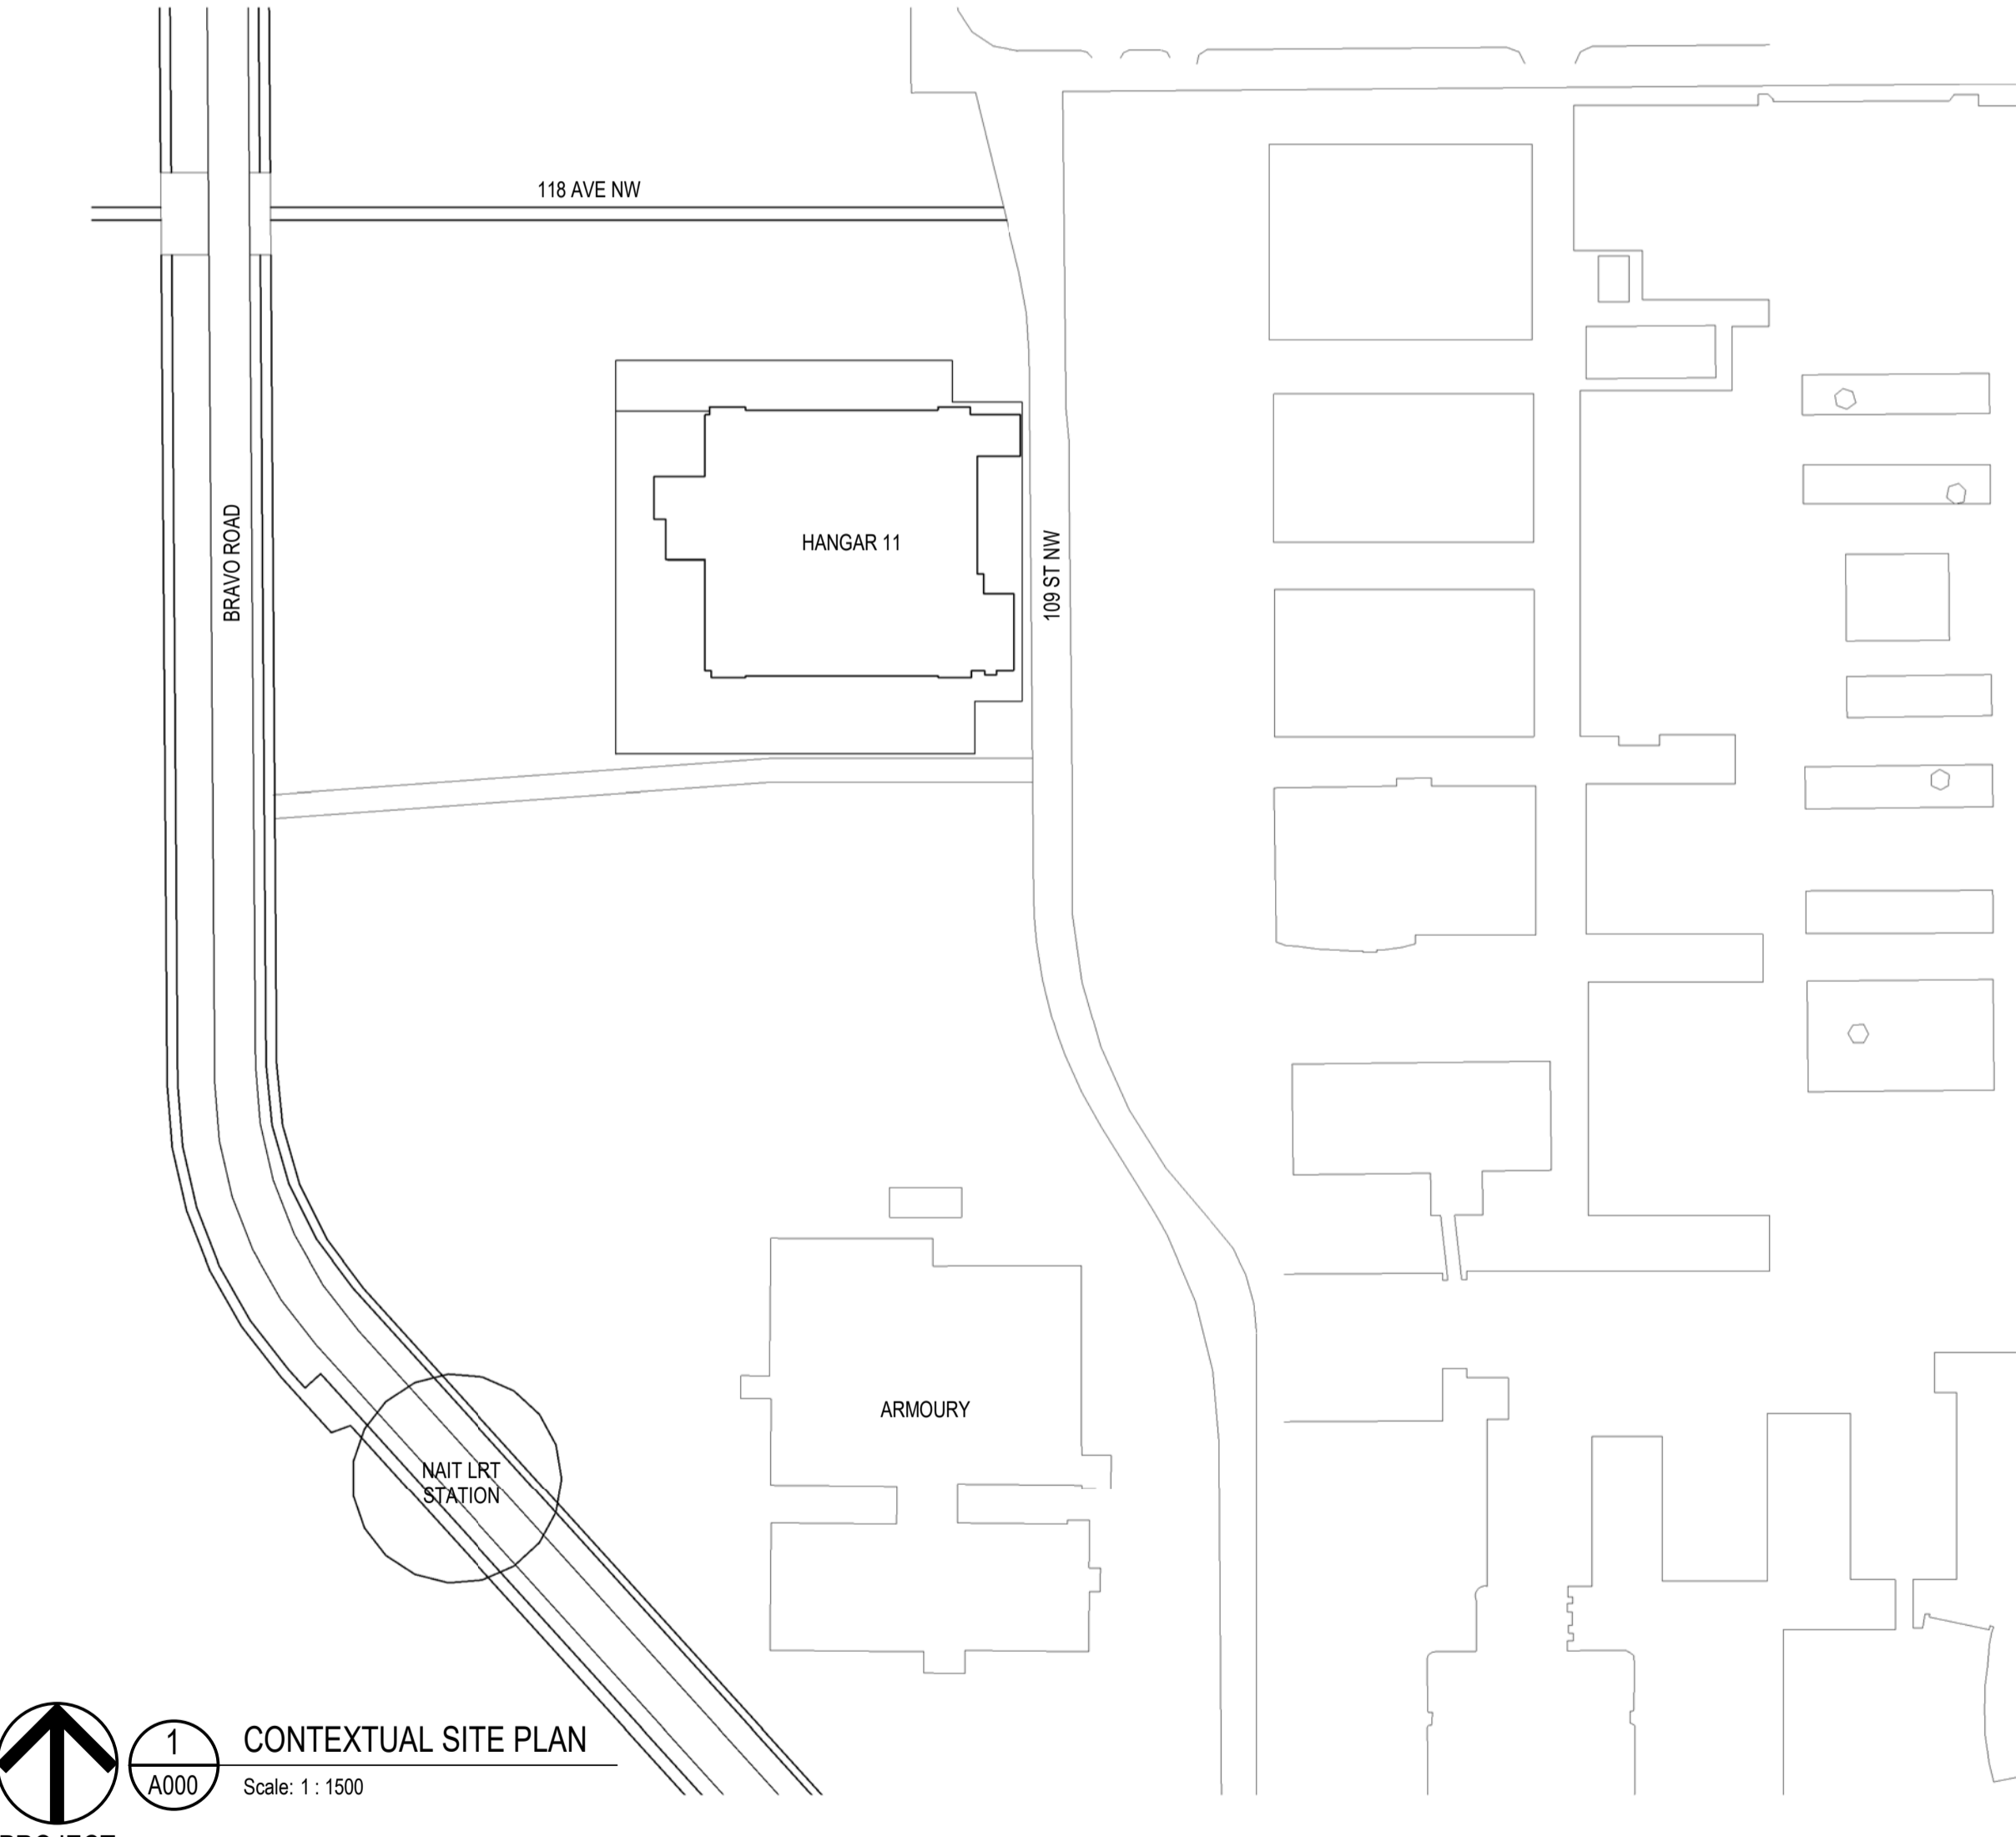 118 AVE NW
BRAVO ROAD
HANGAR 11
109 ST NW
ARMOURY
NAIT LRT
STATION
1
A000
CONTEXTUAL SITE PLAN
Scale: 1 : 1500